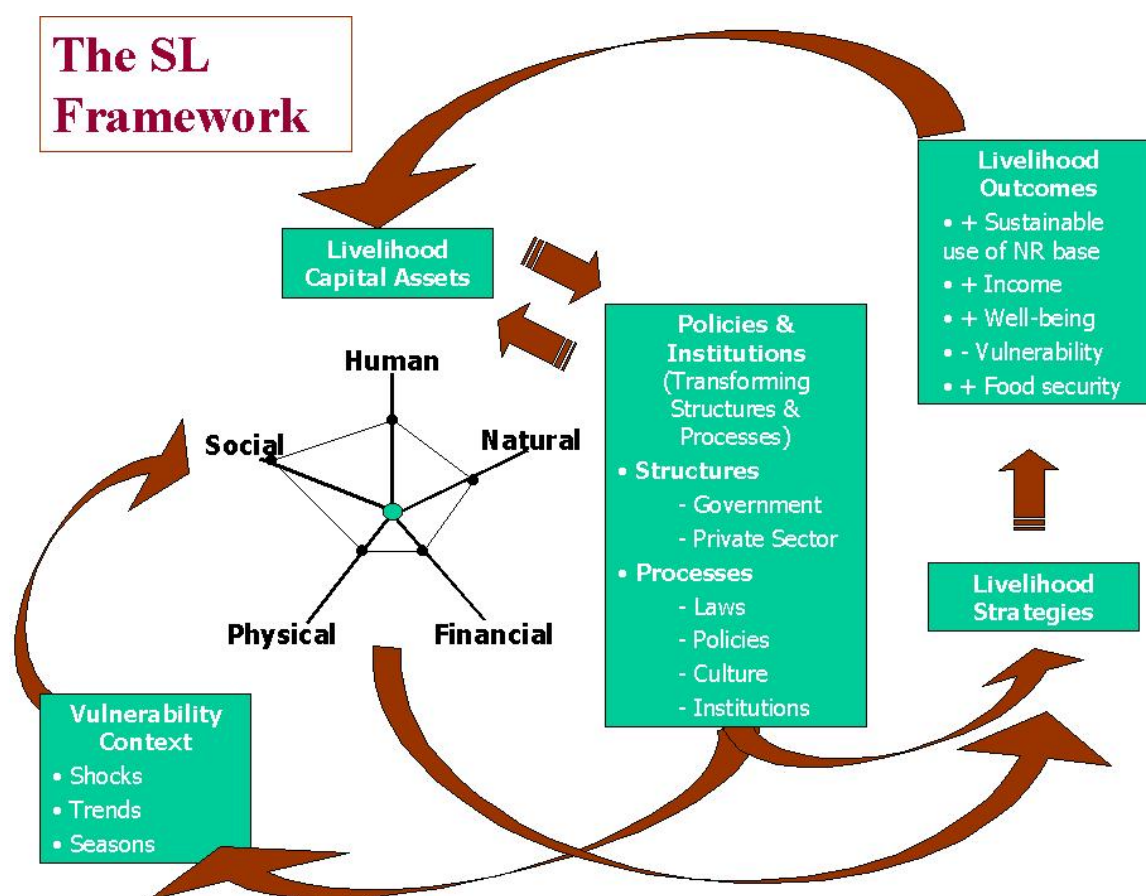 The SL
Framework
Livelihood
Outcomes
• + Sustainable
use of NR base
• + Income
• + Well-being
• - Vulnerability
• + Food security
Livelihood
Capital Assets
Policies &
Institutions
(Transforming
Structures &
Processes)
• Structures
- Government
- Private Sector
• Processes
- Laws
- Policies
- Culture
- Institutions
Human
Social
Natural
Physical
Financial
Livelihood
Strategies
Vulnerability
Context
• Shocks
• Trends
• Seasons